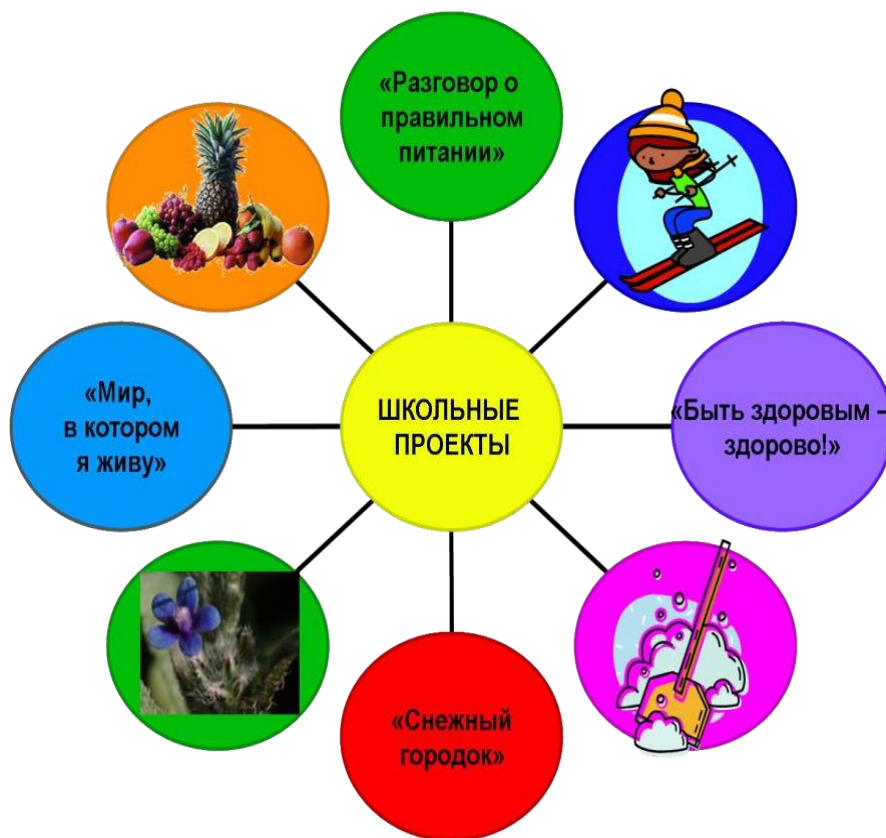 «Разговор о
правильном
питании»
«Мир,
в котором
я живу»
ШКОЛЬНЫЕ
ПРОЕКТЫ
«Быть здоровым –
здорово!»
«Снежный
городок»